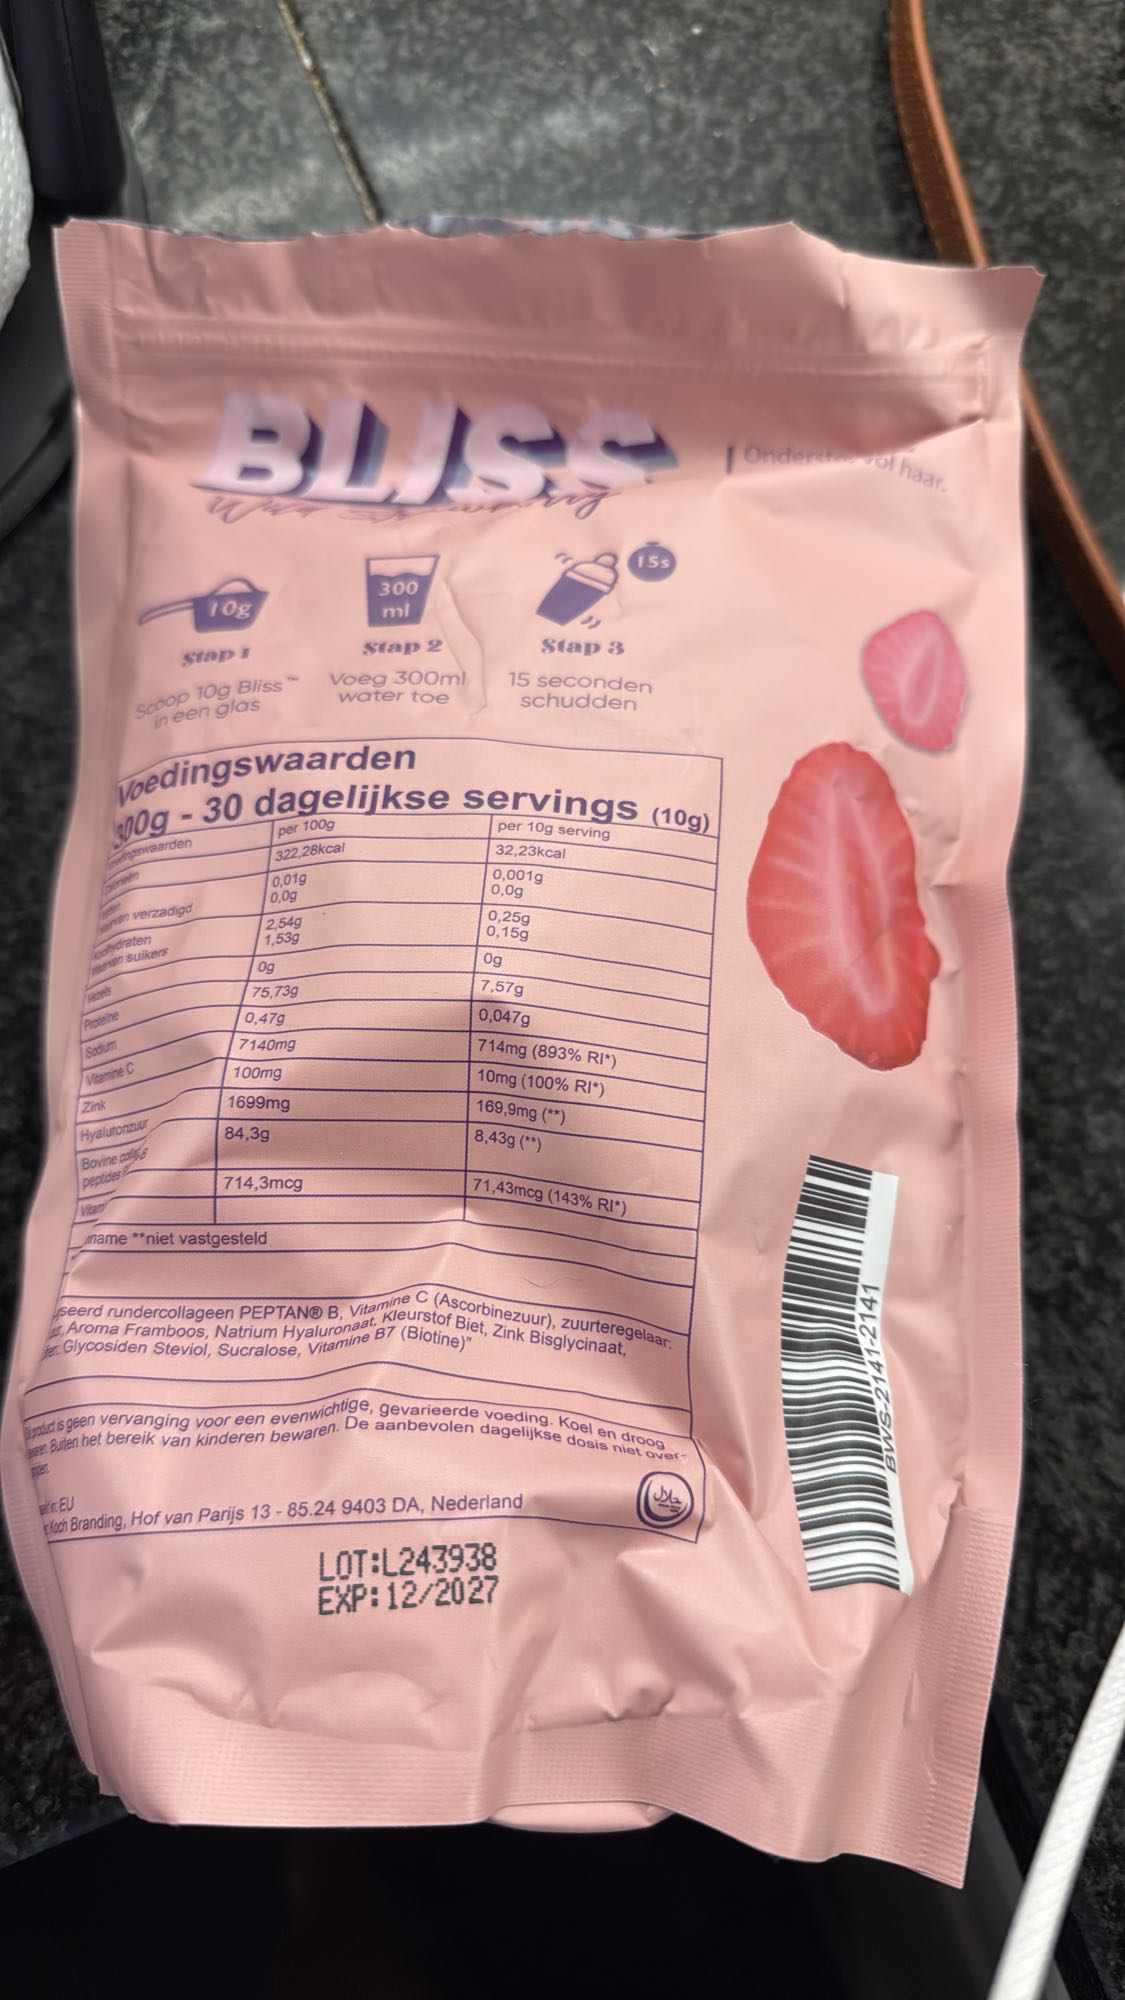 BLISS
Wild Strawberry
vol haar.
10g
300
ml
15s
Stap 1
Stap 2
Stap 3
Scoop 10g Bliss™
in een glas
Voeg 300ml
water toe
15 seconden
schudden
Voedingswaarden
300g - 30 dagelijkse servings (10g)
per 100g per 10g serving
322,28kcal 32,23kcal
0,01g 0,001g
verzadigd 0,0g 0,0g
2,54g 0,25g
suikers 1,53g 0,15g
0g 0g
Proteïne 75,73g 7,57g
Sodium 0,47g 0,047g
Vitamine C 7140mg 714mg (893% RI*)
Zink 100mg 10mg (100% RI*)
Hyaluronzuur 1699mg 169,9mg (**)
Bovine 84,3g 8,43g (**)
peptides
714,3mcg 71,43mcg (143% RI*)
**niet vastgesteld
rundercollageen PEPTAN® B, Vitamine C (Ascorbinezuur), zuurteregelaar:
Aroma Framboos, Natrium Hyaluronaat, Kleurstof Biet, Zink Bisglycinaat,
Glycosiden Steviol, Sucralose, Vitamine B7 (Biotine)"
product is geen vervanging voor een evenwichtige, gevarieerde voeding. Koel en droog
Buiten het bereik van kinderen bewaren. De aanbevolen dagelijkse dosis niet over-
EU
Koch Branding, Hof van Parijs 13 - 85.24 9403 DA, Nederland
حلال
LOT:L243938
EXP:12/2027
BWS-2141-2141